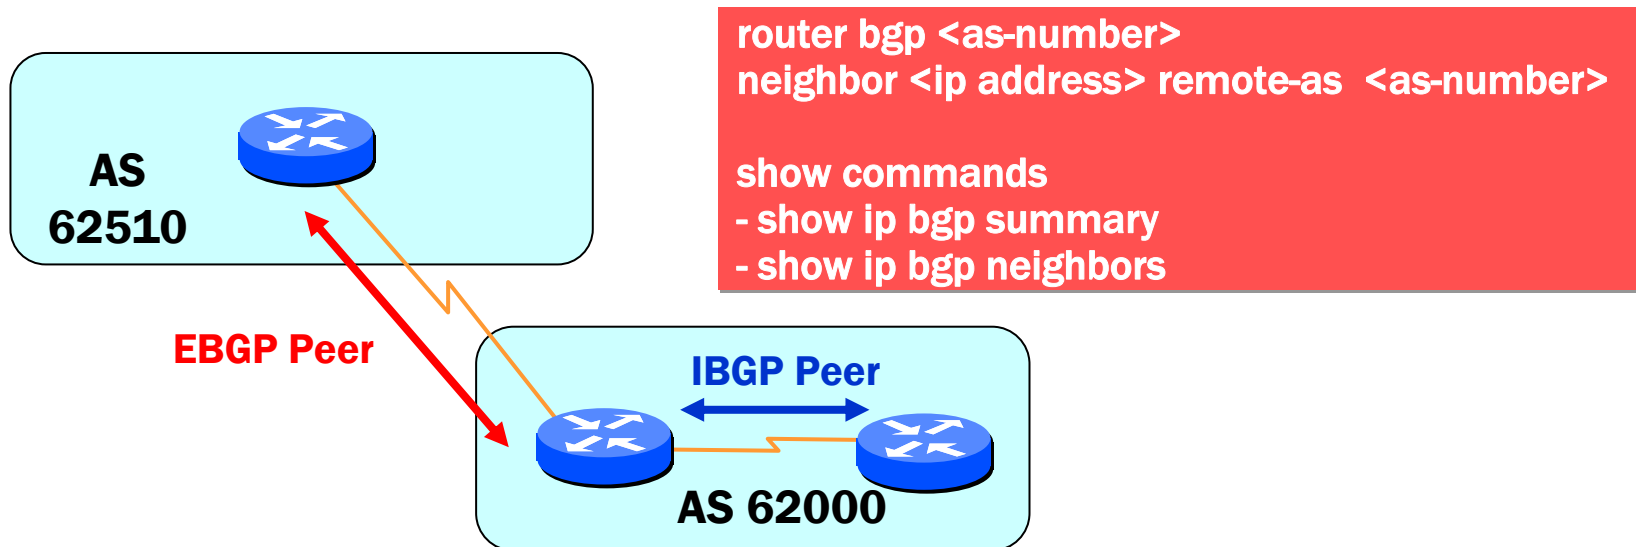 router bgp <as-number>
neighbor <ip address> remote-as <as-number>
show commands
- show ip bgp summary
- show ip bgp neighbors
AS
62510
EBGP Peer
IBGP Peer
AS 62000